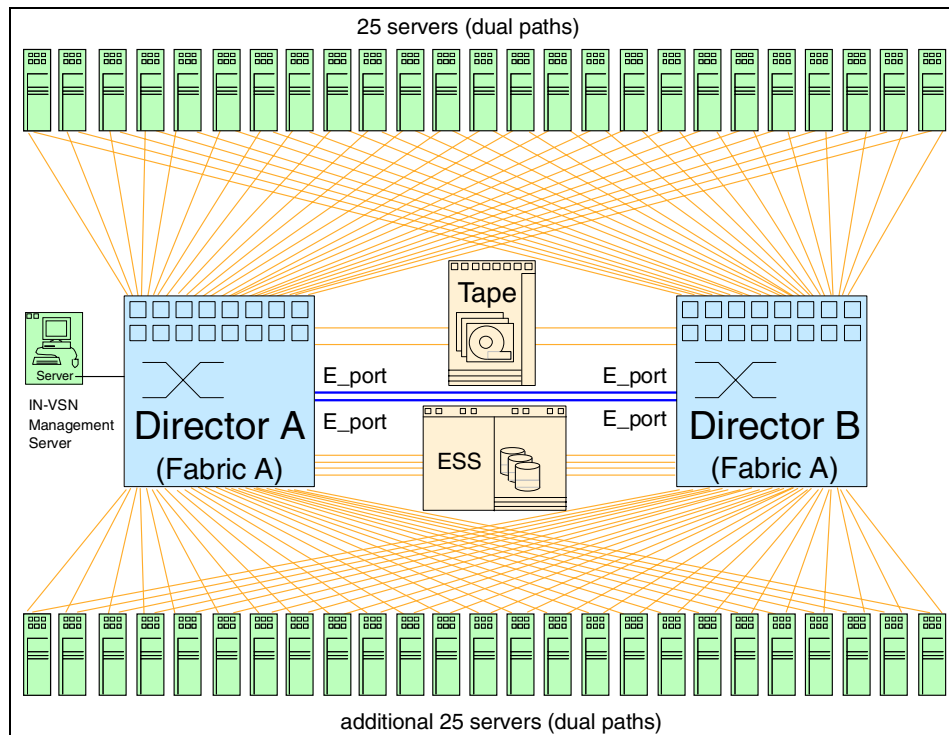 25 servers (dual paths)
Tape
Server
IN-VSN
Management
Server
E_port
E_port
Director A
(Fabric A)
E_port
E_port
Director B
(Fabric A)
ESS
additional 25 servers (dual paths)